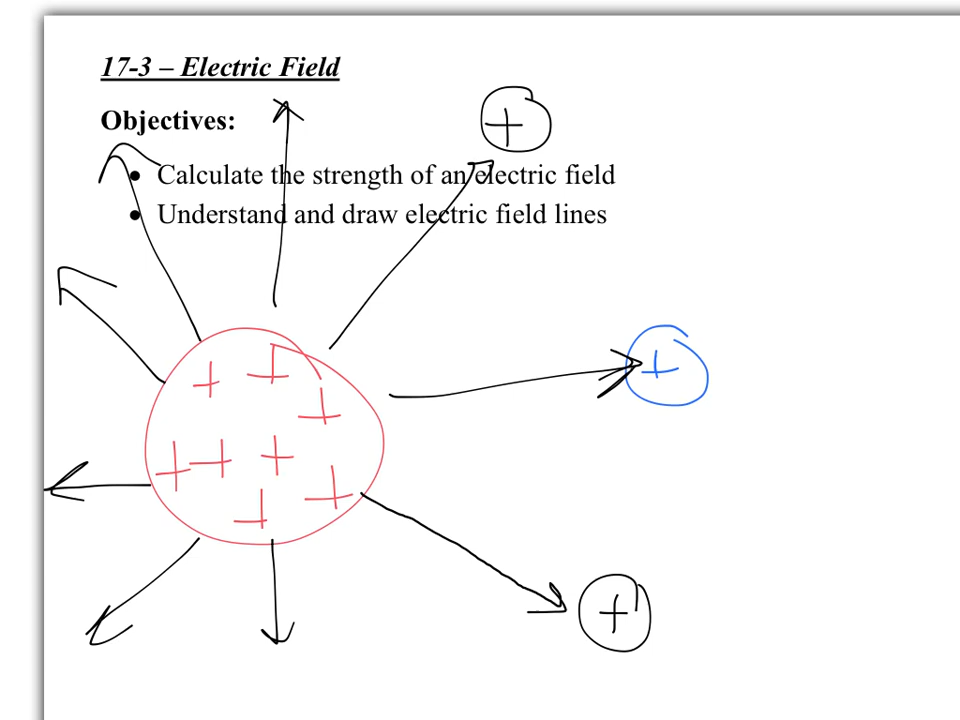 17-3 – Electric Field
Objectives:
+
• Calculate the strength of an electric field
• Understand and draw electric field lines
+ +
+
+
+ + +
+
+
+